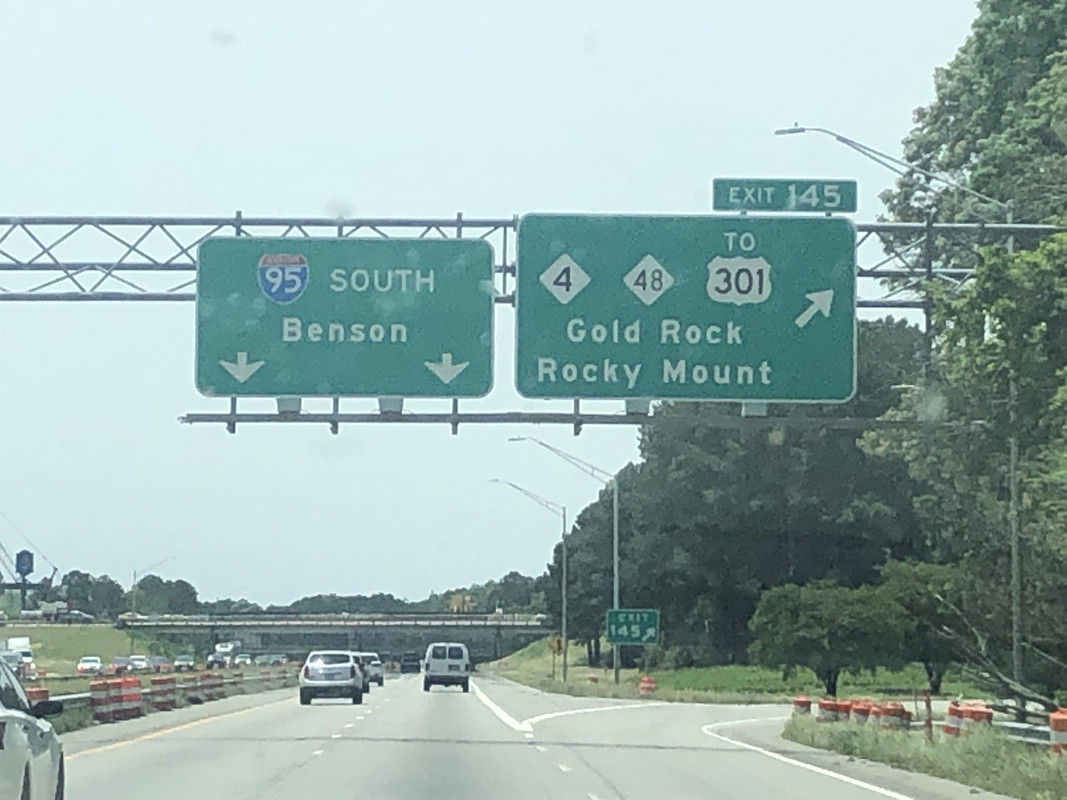 EXIT 145
95 SOUTH
Benson
TO
4 48 301
Gold Rock
Rocky Mount
EXIT
145